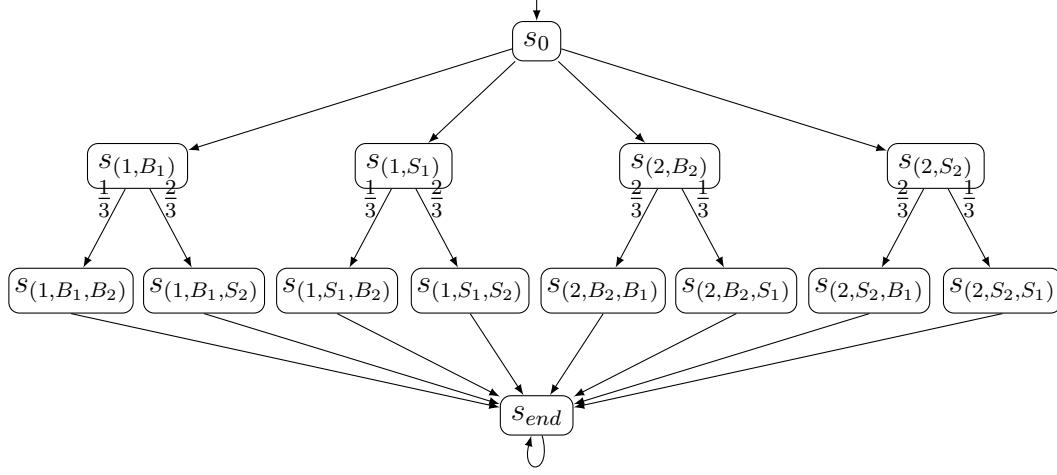 s_0
s_(1,B_1) s_(1,S_1) s_(2,B_2) s_(2,S_2)
1/3 2/3 1/3 2/3 2/3 1/3 2/3 1/3
s_(1,B_1,B_2) s_(1,B_1,S_2) s_(1,S_1,B_2) s_(1,S_1,S_2) s_(2,B_2,B_1) s_(2,B_2,S_1) s_(2,S_2,B_1) s_(2,S_2,S_1)
s_end